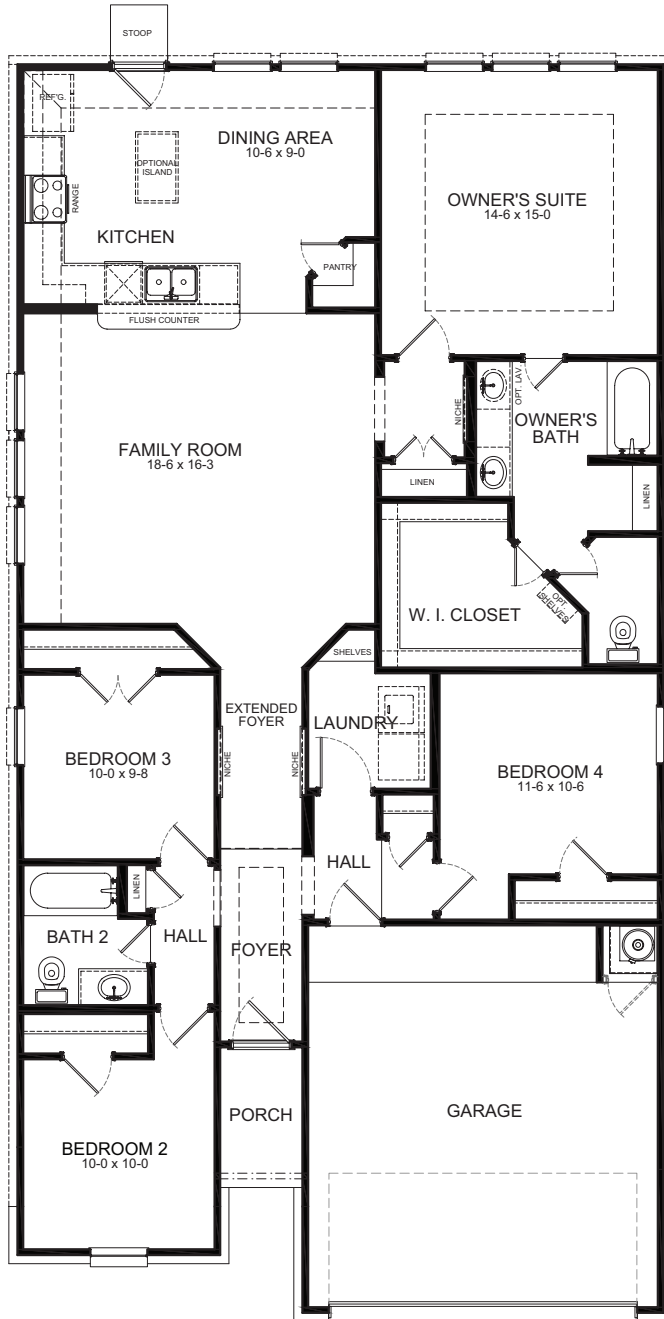 STOOP
REF'G.
DINING AREA
10-6 x 9-0
OPTIONAL
ISLAND
RANGE
KITCHEN
PANTRY
FLUSH COUNTER
OWNER'S SUITE
14-6 x 15-0
FAMILY ROOM
18-6 x 16-3
NICHE
OPT. LAV.
OWNER'S
BATH
LINEN
LINEN
W. I. CLOSET
OPT.
SHELVES
SHELVES
EXTENDED
FOYER
LAUNDRY
NICHE
NICHE
BEDROOM 3
10-0 x 9-8
BEDROOM 4
11-6 x 10-6
HALL
LINEN
BATH 2
HALL
FOYER
PORCH
GARAGE
BEDROOM 2
10-0 x 10-0